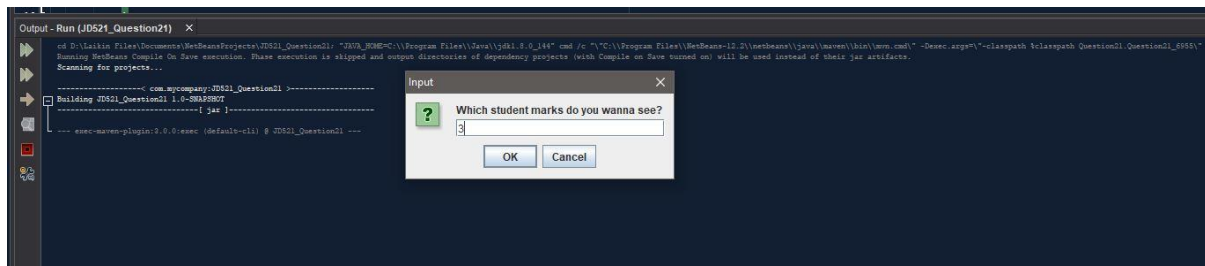 Output - Run (JD521_Question21) ×
cd D:\Laikin Files\Documents\NetBeansProjects\JD521_Question21; "JAVA_HOME=C:\\Program Files\\Java\\jdk1.8.0_144" cmd /c "\"C:\\Program Files\\NetBeans-12.2\\netbeans\\java\\maven\\bin\\mvn.cmd\" -Dexec.args=\"-classpath %classpath Question21.Question21_6955\"
Running NetBeans Compile On Save execution. Phase execution is skipped and output directories of dependency projects (with Compile on Save turned on) will be used instead of their jar artifacts.
Scanning for projects...
------------------< com.mycompany:JD521_Question21 >-------------------
Building JD521_Question21 1.0-SNAPSHOT
--------------------------------[ jar ]---------------------------------
--- exec-maven-plugin:3.0.0:exec (default-cli) @ JD521_Question21 ---
Input ×
Which student marks do you wanna see?
3
OK Cancel